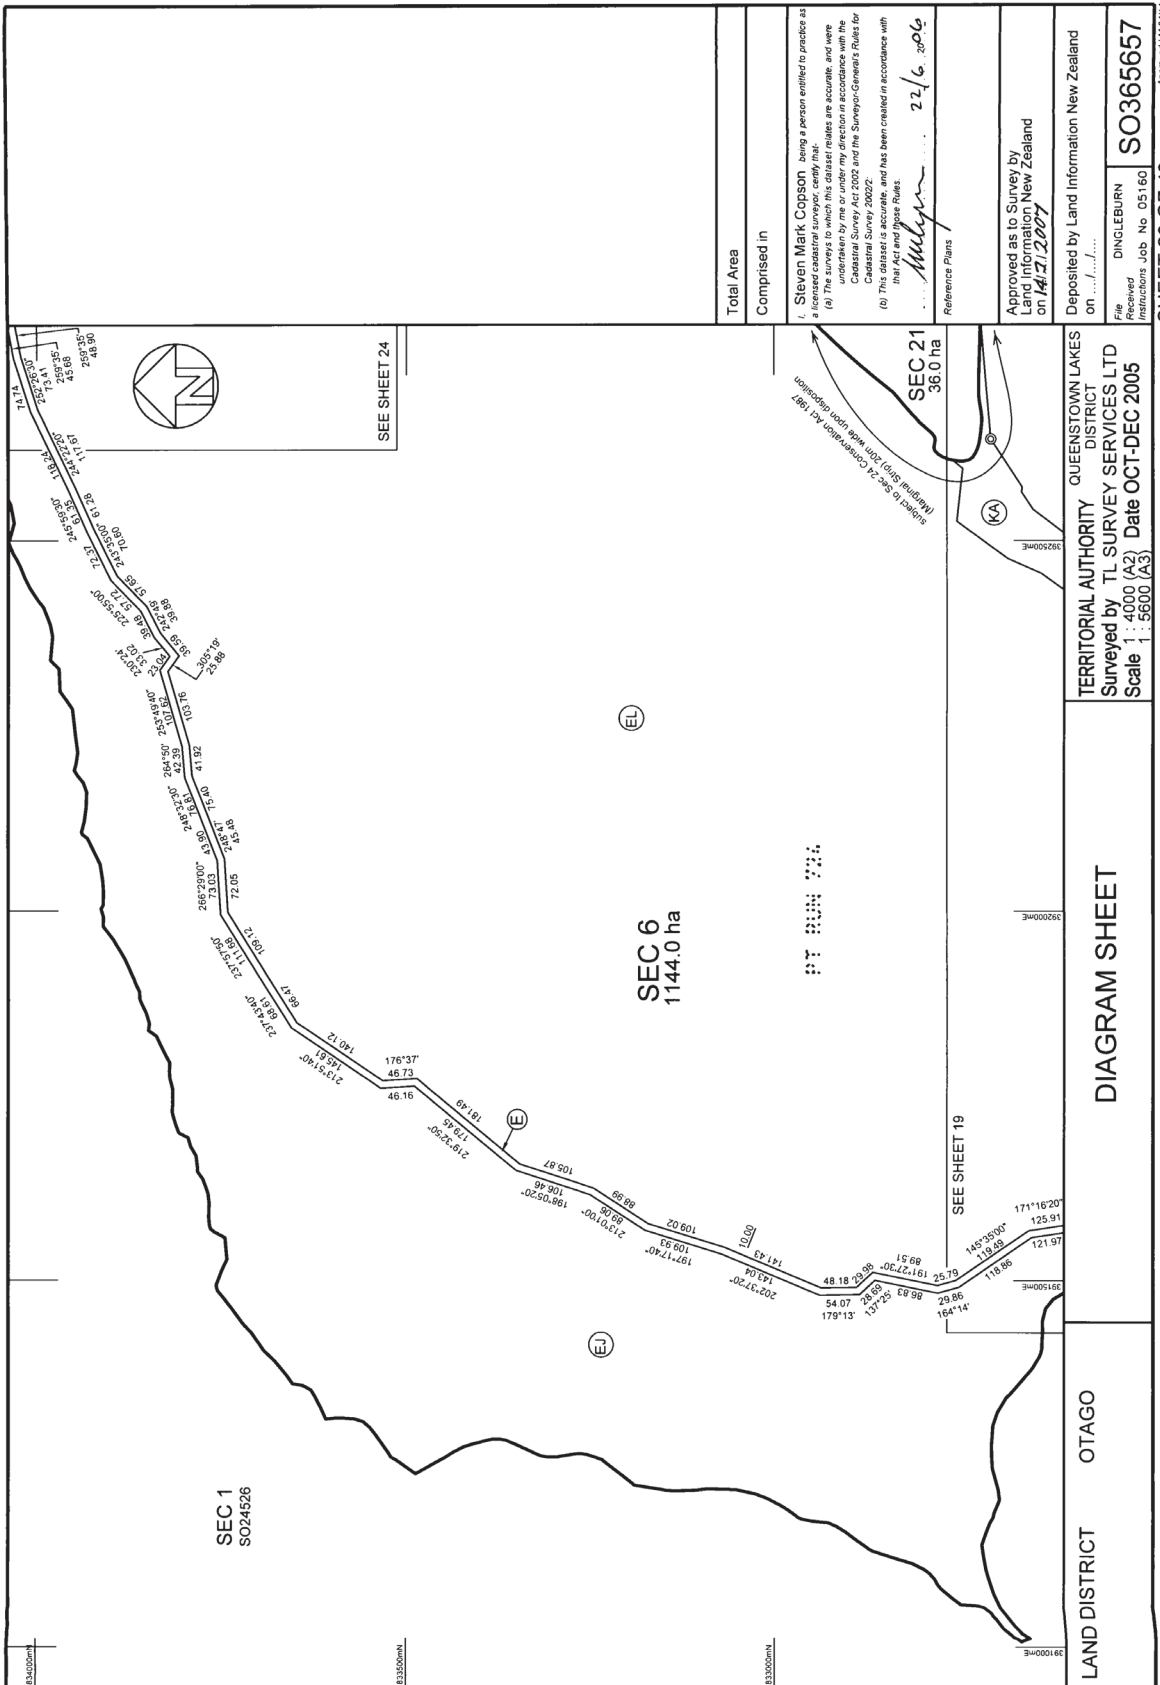 SEC 1
SO24526
834000mN
833500mN
833000mN
391000mE
391500mE
392000mE
392500mE
EJ
E
EL
KA
SEC 6
1144.0 ha
PT RUN 724
SEC 21
36.0 ha
subject to Sec 24 Conservation Act 1987
(Marginal Strip) 20m wide upon disposition
SEE SHEET 24
SEE SHEET 19
N
74.74
252°26'30"
73.41
259°35'
45.68
259°35'
48.90
118.24
244°22'20"
117.67
245°59'30"
61.35
61.28
72.37
243°35'00"
70.60
225°55'00"
57.72
57.65
39.48
242°49'
39.88
230°24'
33.02
39.59
23.04
305°19'
25.88
253°49'40"
107.62
103.76
264°50'
42.39
41.92
248°32'30"
76.81
75.40
43.90
248°47'
45.48
266°29'00"
73.03
72.05
237°57'50"
111.68
109.12
237°43'40"
68.61
66.47
213°51'40"
145.61
140.12
176°37'
46.73
46.16
219°32'50"
179.45
181.49
198°05'20"
106.46
105.87
213°01'00"
89.06
88.99
197°17'40"
109.93
109.02
10.00
202°37'20"
143.04
141.43
48.18
54.07
179°13'
29.98
28.69
137°25'
89.51
191°27'30"
86.83
25.79
29.86
164°14'
145°35'00"
119.49
118.86
171°16'20"
125.91
121.97
Total Area
Comprised in
I, Steven Mark Copson being a person entitled to practice as
a licensed cadastral surveyor, certify that-
(a) The surveys to which this dataset relates are accurate, and were
undertaken by me or under my direction in accordance with the
Cadastral Survey Act 2002 and the Surveyor-General's Rules for
Cadastral Survey 2002/2:
(b) This dataset is accurate, and has been created in accordance with
that Act and those Rules.
22/6 2006
Reference Plans
Approved as to Survey by
Land Information New Zealand
on 14/2/2007
Deposited by Land Information New Zealand
on ..../..../....
File DINGLEBURN
Received
Instructions Job No 05160
SO365657
LAND DISTRICT OTAGO
DIAGRAM SHEET
TERRITORIAL AUTHORITY QUEENSTOWN LAKES
DISTRICT
Surveyed by TL SURVEY SERVICES LTD
Scale 1 : 4000 (A2) Date OCT-DEC 2005
1 : 5600 (A3)